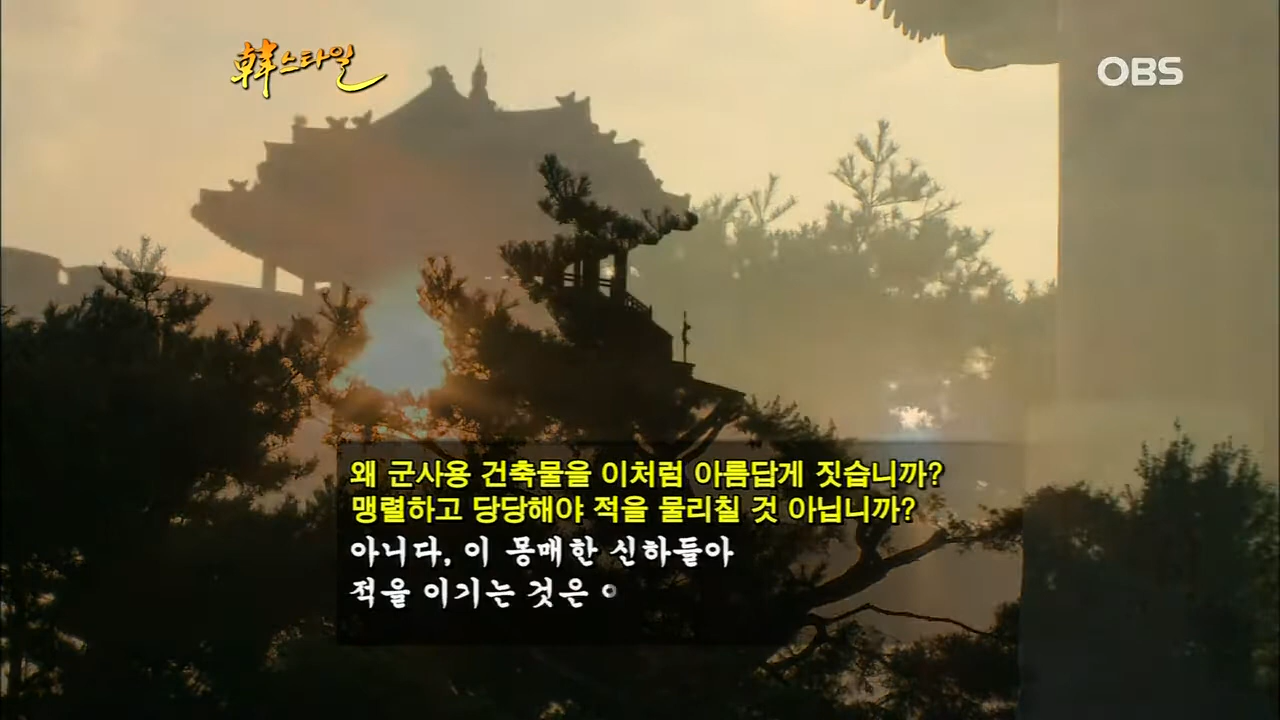 韓스타일
OBS
왜 군사용 건축물을 이처럼 아름답게 짓습니까?
맹렬하고 당당해야 적을 물리칠 것 아닙니까?
아니다, 이 몽매한 신하들아
적을 이기는 것은